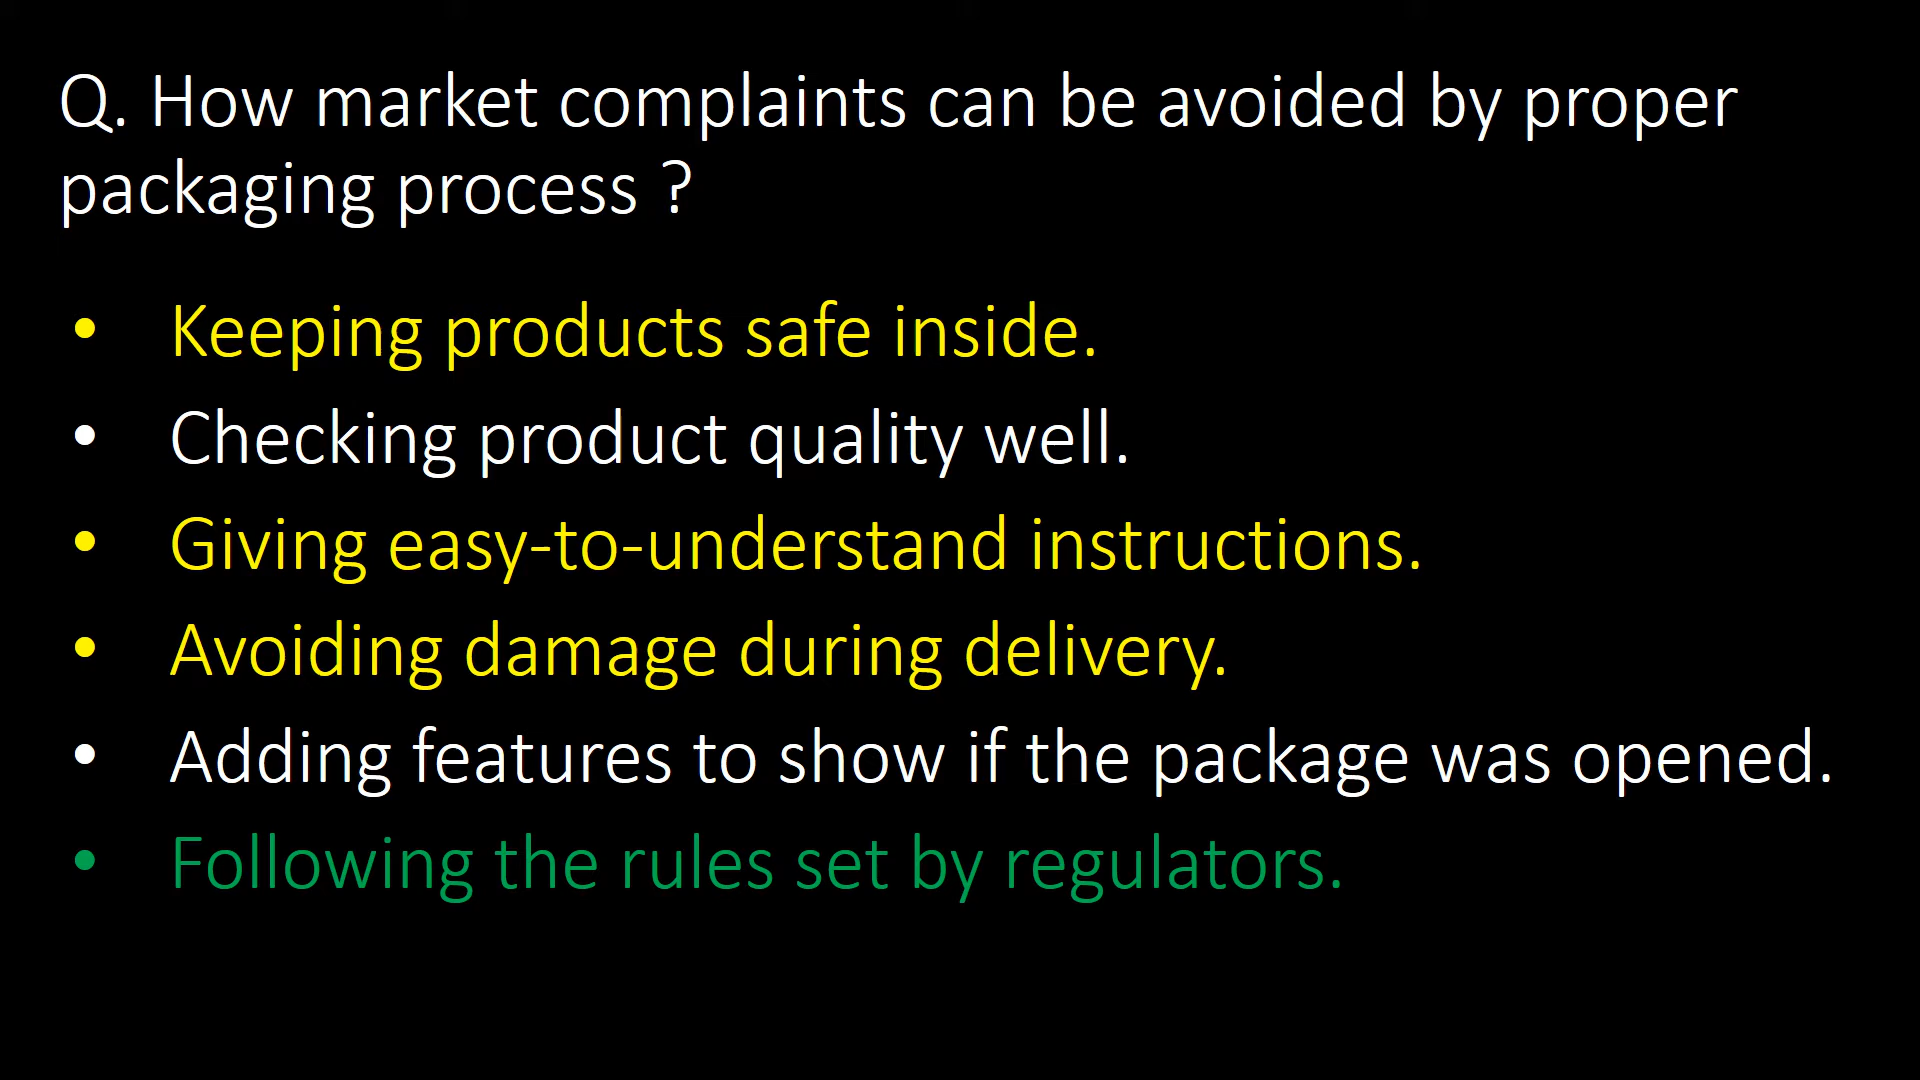 Q. How market complaints can be avoided by proper
packaging process ?
• Keeping products safe inside.
• Checking product quality well.
• Giving easy-to-understand instructions.
• Avoiding damage during delivery.
• Adding features to show if the package was opened.
• Following the rules set by regulators.